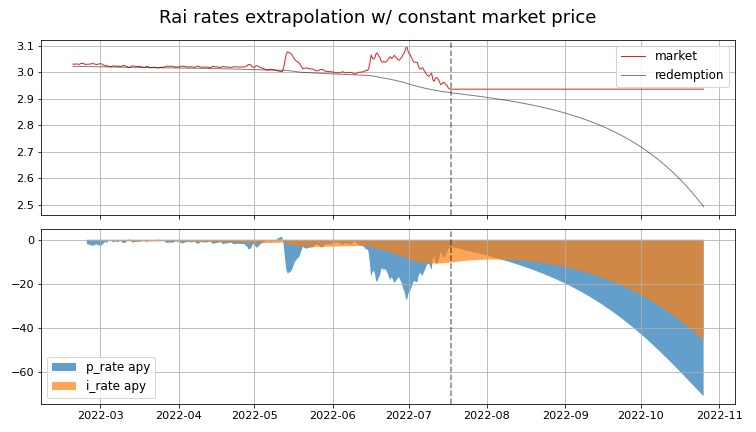 Rai rates extrapolation w/ constant market price
3.1
3.0
2.9
2.8
2.7
2.6
2.5
market
redemption
0
−20
−40
−60
p_rate apy
i_rate apy
2022-03 2022-04 2022-05 2022-06 2022-07 2022-08 2022-09 2022-10 2022-11